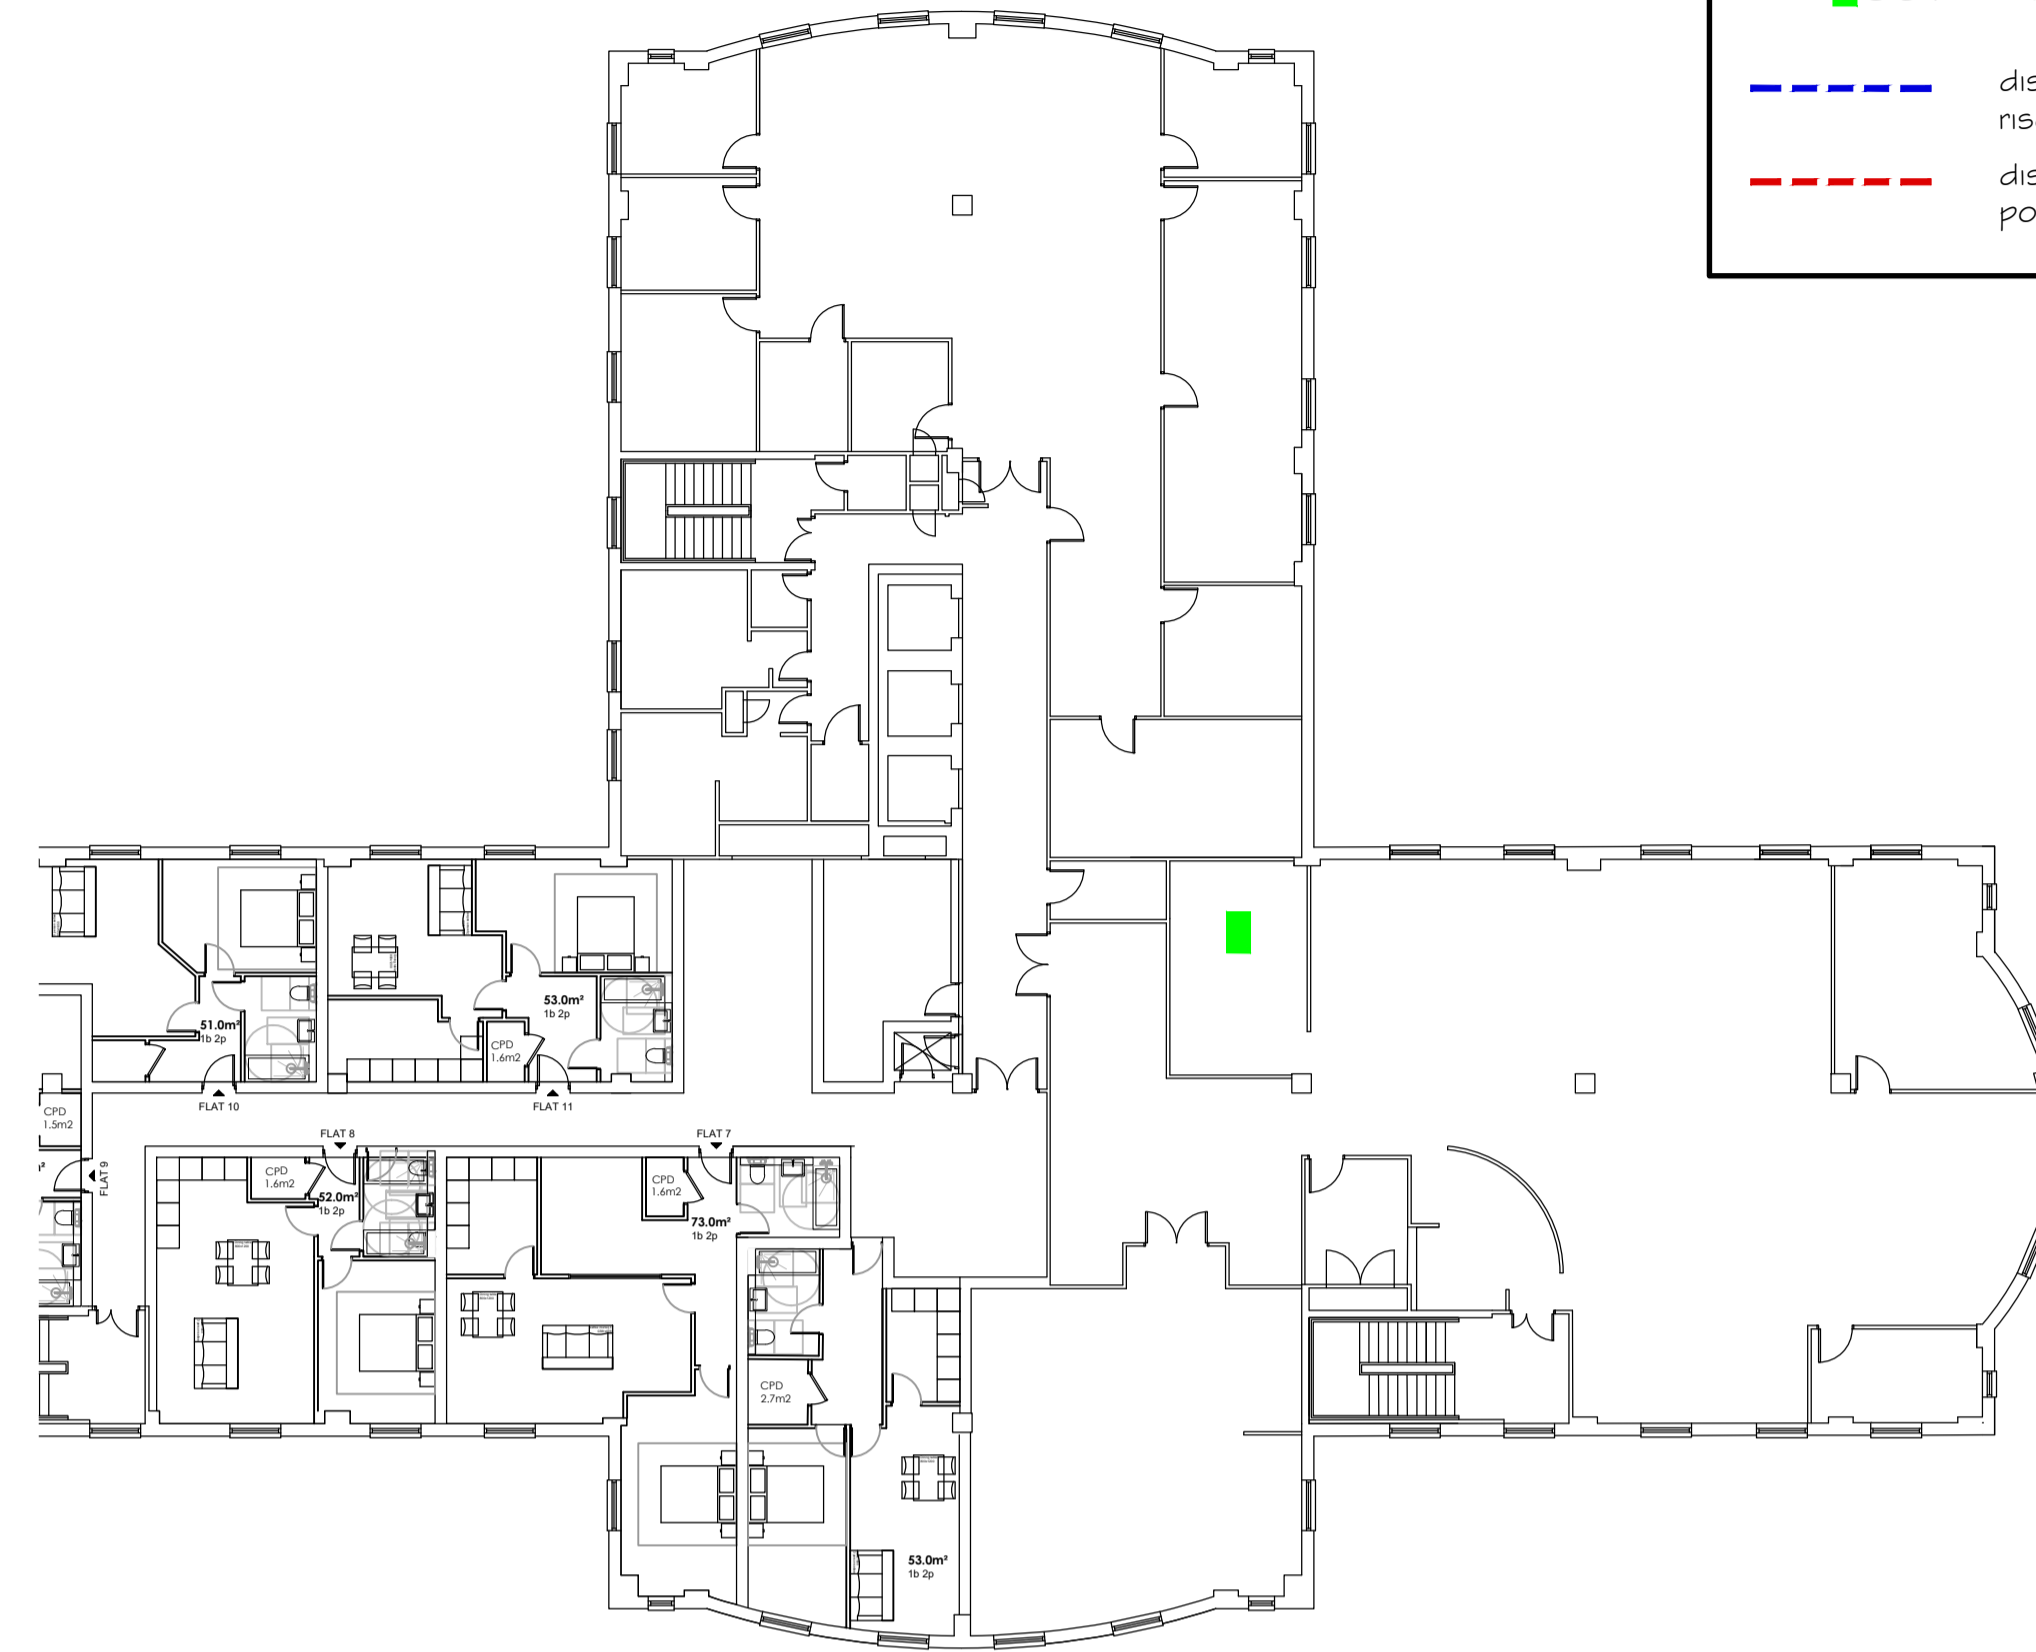 51.0m²
1b 2p
53.0m²
1b 2p
CPD
1.6m2
FLAT 10
FLAT 11
CPD
1.5m2
FLAT 9
FLAT 8
CPD
1.6m2
52.0m²
1b 2p
FLAT 7
CPD
1.6m2
73.0m²
1b 2p
CPD
2.7m2
53.0m²
1b 2p